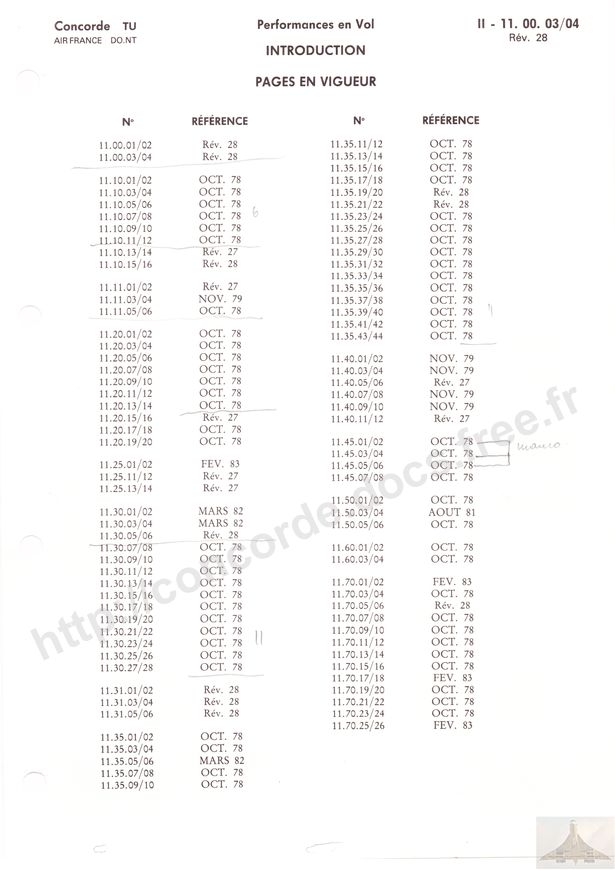 Concorde TU
AIR FRANCE DO.NT
Performances en Vol
INTRODUCTION
PAGES EN VIGUEUR
II - 11. 00. 03/04
Rév. 28
N° RÉFÉRENCE
11.00.01/02 Rév. 28
11.00.03/04 Rév. 28
11.10.01/02 OCT. 78
11.10.03/04 OCT. 78
11.10.05/06 OCT. 78
11.10.07/08 OCT. 78 6
11.10.09/10 OCT. 78
11.10.11/12 OCT. 78
11.10.13/14 Rév. 27
11.10.15/16 Rév. 28
11.11.01/02 Rév. 27
11.11.03/04 NOV. 79
11.11.05/06 OCT. 78
11.20.01/02 OCT. 78
11.20.03/04 OCT. 78
11.20.05/06 OCT. 78
11.20.07/08 OCT. 78
11.20.09/10 OCT. 78
11.20.11/12 OCT. 78
11.20.13/14 OCT. 78
11.20.15/16 Rév. 27
11.20.17/18 OCT. 78
11.20.19/20 OCT. 78
11.25.01/02 FEV. 83
11.25.11/12 Rév. 27
11.25.13/14 Rév. 27
11.30.01/02 MARS 82
11.30.03/04 MARS 82
11.30.05/06 Rév. 28
11.30.07/08 OCT. 78
11.30.09/10 OCT. 78
11.30.11/12 OCT. 78
11.30.13/14 OCT. 78
11.30.15/16 OCT. 78
11.30.17/18 OCT. 78
11.30.19/20 OCT. 78
11.30.21/22 OCT. 78
11.30.23/24 OCT. 78 11
11.30.25/26 OCT. 78
11.30.27/28 OCT. 78
11.31.01/02 Rév. 28
11.31.03/04 Rév. 28
11.31.05/06 Rév. 28
11.35.01/02 OCT. 78
11.35.03/04 OCT. 78
11.35.05/06 MARS 82
11.35.07/08 OCT. 78
11.35.09/10 OCT. 78
N° RÉFÉRENCE
11.35.11/12 OCT. 78
11.35.13/14 OCT. 78
11.35.15/16 OCT. 78
11.35.17/18 OCT. 78
11.35.19/20 Rév. 28
11.35.21/22 Rév. 28
11.35.23/24 OCT. 78
11.35.25/26 OCT. 78
11.35.27/28 OCT. 78
11.35.29/30 OCT. 78
11.35.31/32 OCT. 78
11.35.33/34 OCT. 78
11.35.35/36 OCT. 78
11.35.37/38 OCT. 78
11.35.39/40 OCT. 78 11
11.35.41/42 OCT. 78
11.35.43/44 OCT. 78
11.40.01/02 NOV. 79
11.40.03/04 NOV. 79
11.40.05/06 Rév. 27
11.40.07/08 NOV. 79
11.40.09/10 NOV. 79
11.40.11/12 Rév. 27
11.45.01/02 OCT. 78
11.45.03/04 OCT. 78
11.45.05/06 OCT. 78
11.45.07/08 OCT. 78
11.50.01/02 OCT. 78
11.50.03/04 AOUT 81
11.50.05/06 OCT. 78
11.60.01/02 OCT. 78
11.60.03/04 OCT. 78
11.70.01/02 FEV. 83
11.70.03/04 OCT. 78
11.70.05/06 Rév. 28
11.70.07/08 OCT. 78
11.70.09/10 OCT. 78
11.70.11/12 OCT. 78
11.70.13/14 OCT. 78
11.70.15/16 OCT. 78
11.70.17/18 FEV. 83
11.70.19/20 OCT. 78
11.70.21/22 OCT. 78
11.70.23/24 OCT. 78
11.70.25/26 FEV. 83
http://concorde-docs.free.fr